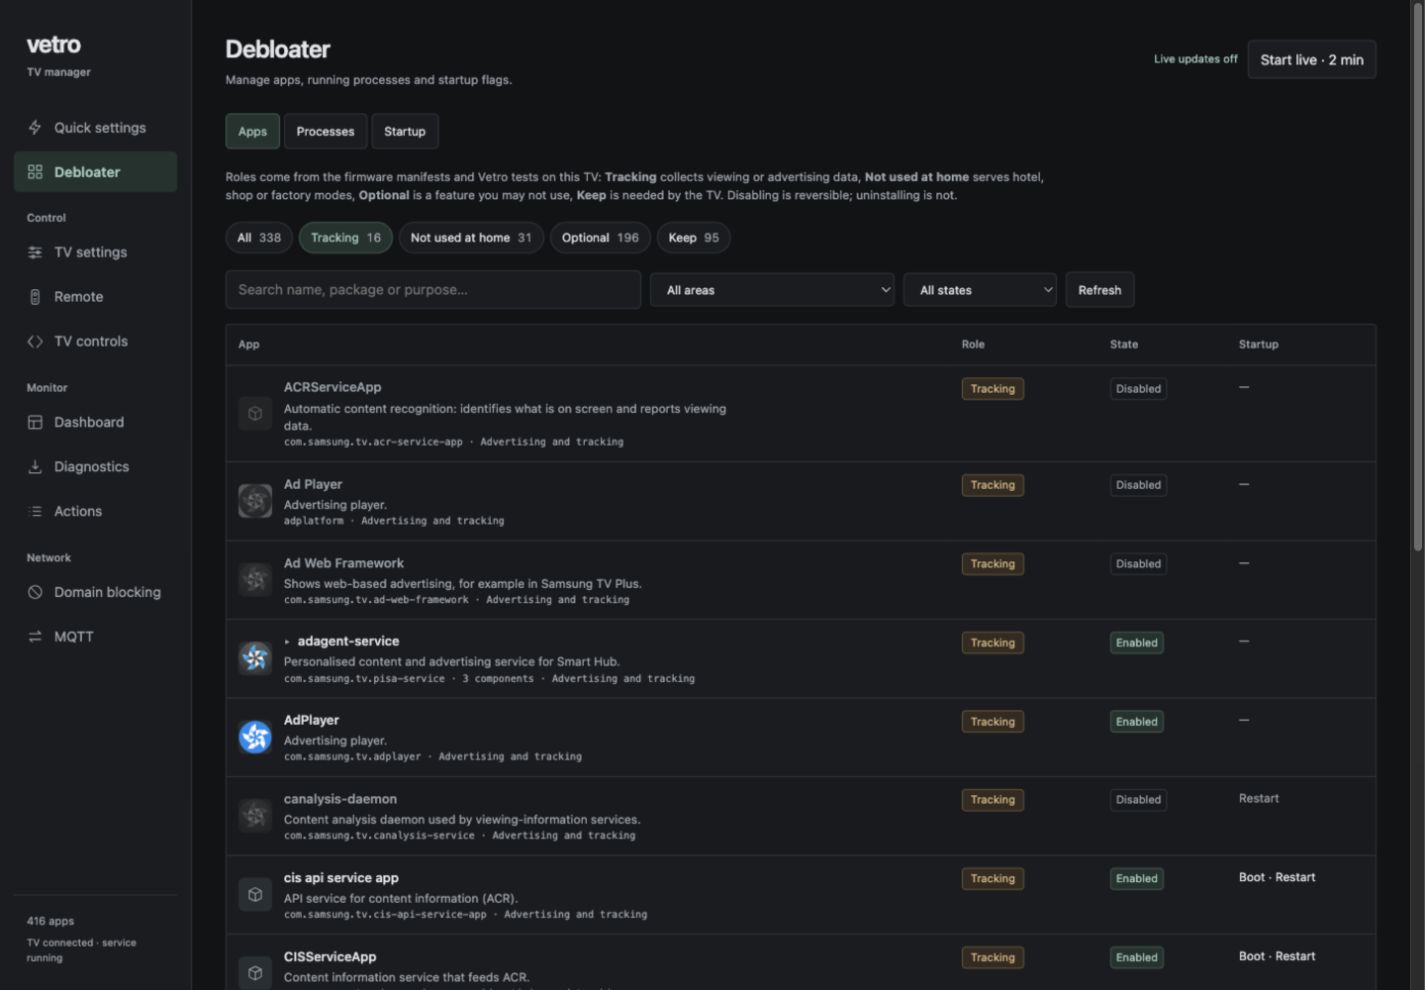 vetro
TV manager
Quick settings
Debloater
Control
TV settings
Remote
TV controls
Monitor
Dashboard
Diagnostics
Actions
Network
Domain blocking
MQTT
416 apps
TV connected · service
running
Debloater
Manage apps, running processes and startup flags.
Live updates off
Start live · 2 min
Apps
Processes
Startup
Roles come from the firmware manifests and Vetro tests on this TV: Tracking collects viewing or advertising data, Not used at home serves hotel,
shop or factory modes, Optional is a feature you may not use, Keep is needed by the TV. Disabling is reversible; uninstalling is not.
All 338
Tracking 16
Not used at home 31
Optional 196
Keep 95
Search name, package or purpose...
All areas
All states
Refresh
App Role State Startup
ACRServiceApp
Tracking Disabled —
Automatic content recognition: identifies what is on screen and reports viewing
data.
com.samsung.tv.acr-service-app · Advertising and tracking
Ad Player
Tracking Disabled —
Advertising player.
adplatform · Advertising and tracking
Ad Web Framework
Tracking Disabled —
Shows web-based advertising, for example in Samsung TV Plus.
com.samsung.tv.ad-web-framework · Advertising and tracking
▸ adagent-service
Tracking Enabled —
Personalised content and advertising service for Smart Hub.
com.samsung.tv.pisa-service · 3 components · Advertising and tracking
AdPlayer
Tracking Enabled —
Advertising player.
com.samsung.tv.adplayer · Advertising and tracking
canalysis-daemon
Tracking Disabled Restart
Content analysis daemon used by viewing-information services.
com.samsung.tv.canalysis-service · Advertising and tracking
cis api service app
Tracking Enabled Boot · Restart
API service for content information (ACR).
com.samsung.tv.cis-api-service-app · Advertising and tracking
CISServiceApp
Tracking Enabled Boot · Restart
Content information service that feeds ACR.